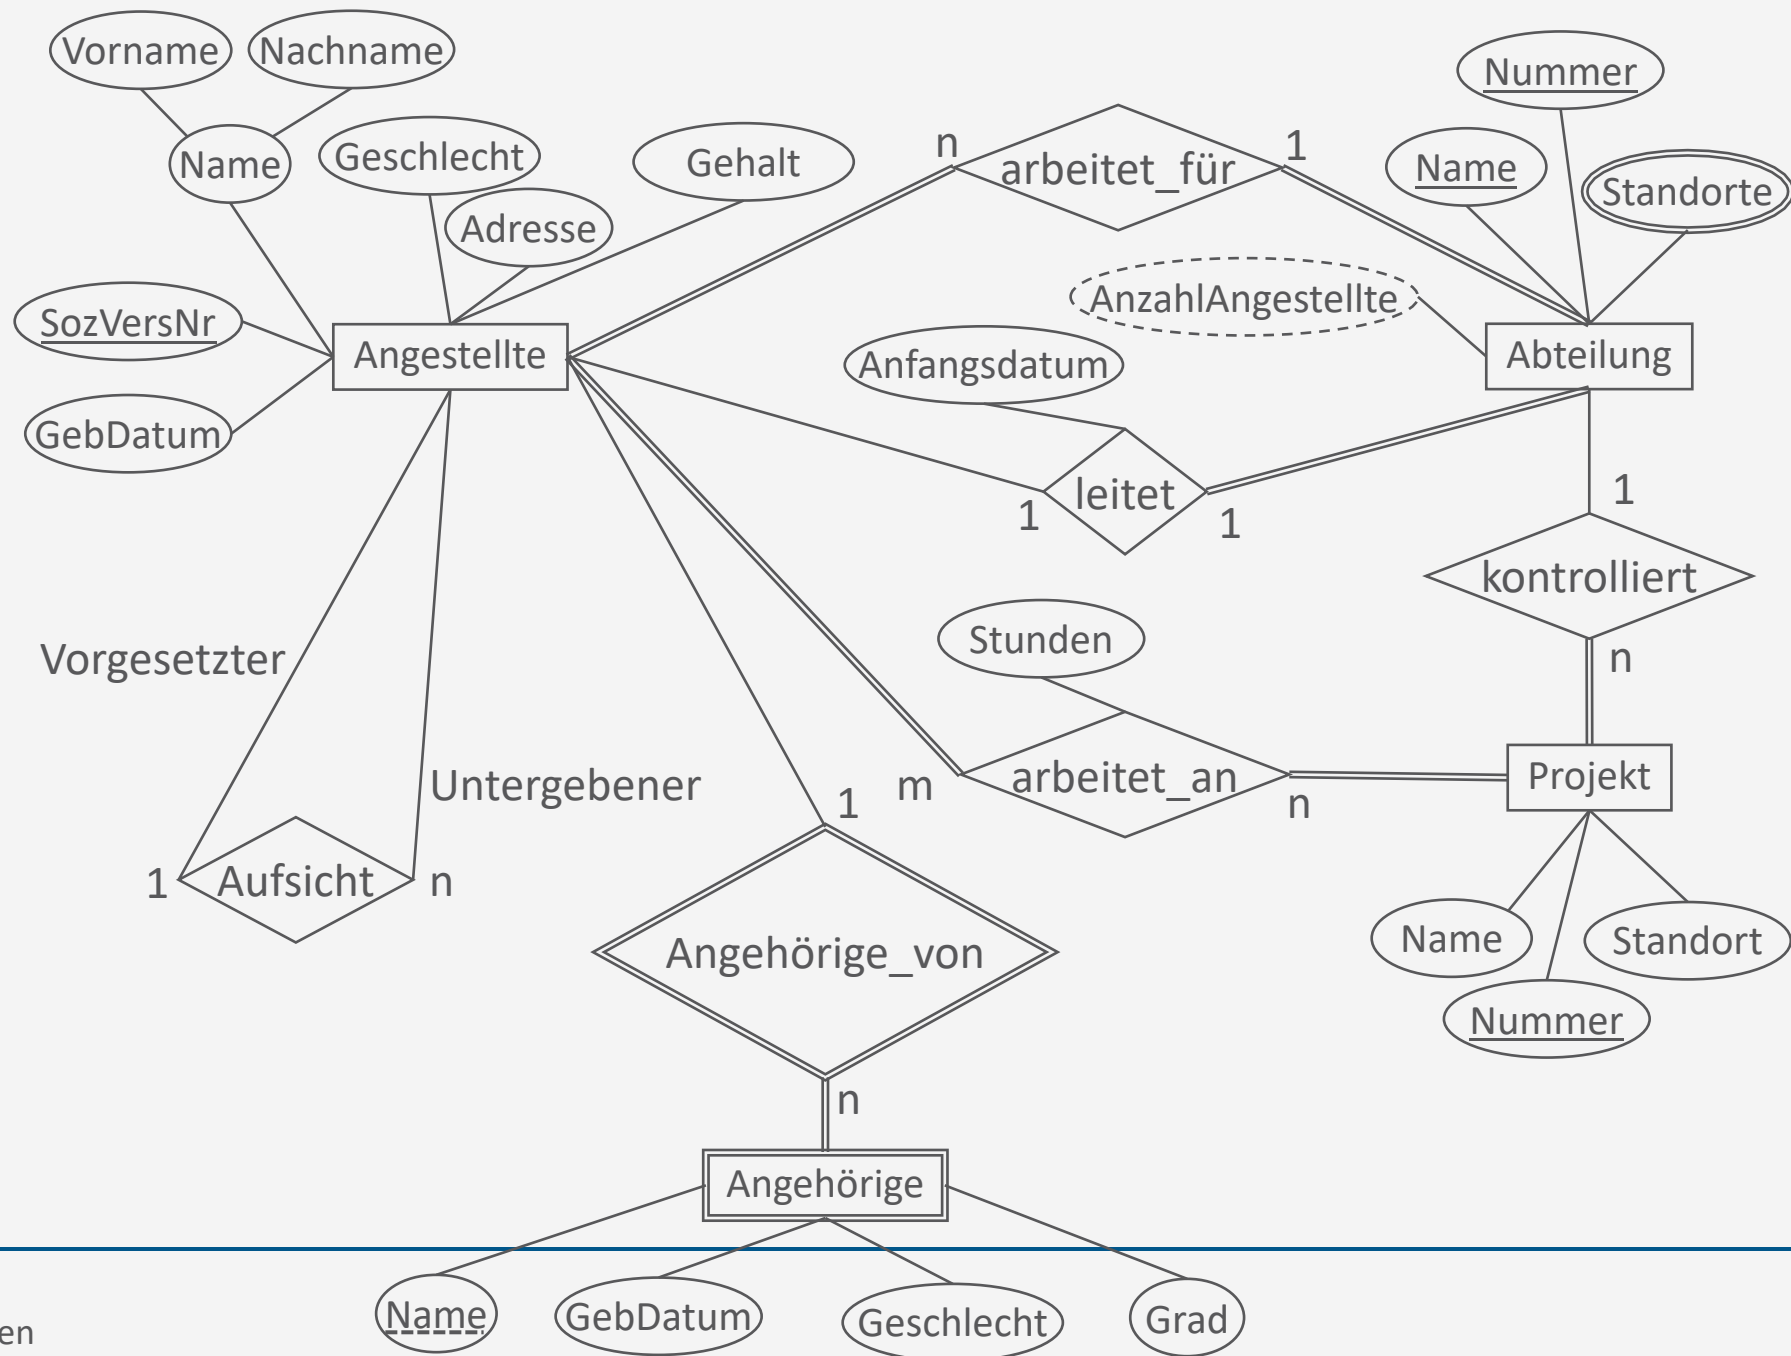 Vorname
Nachname
Nummer
Name
Geschlecht
Gehalt
n
arbeitet_für
1
Name
Standorte
Adresse
SozVersNr
AnzahlAngestellte
Angestellte
Anfangsdatum
Abteilung
GebDatum
leitet
1
1
1
kontrolliert
Stunden
Vorgesetzter
n
Untergebener
1
m
arbeitet_an
n
Projekt
1
Aufsicht
n
Angehörige_von
Name
Standort
Nummer
n
Angehörige
Name
GebDatum
Geschlecht
Grad
en